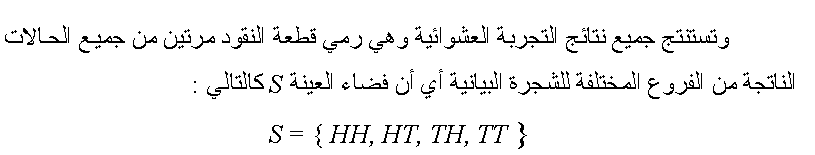 وتستنتج جميع نتائج التجربة العشوائية وهي رمي قطعة النقود مرتين من جميع الحالات
الناتجة من الفروع المختلفة للشجرة البيانية أي أن فضاء العينة S كالتالي :
S = { HH, HT, TH, TT }